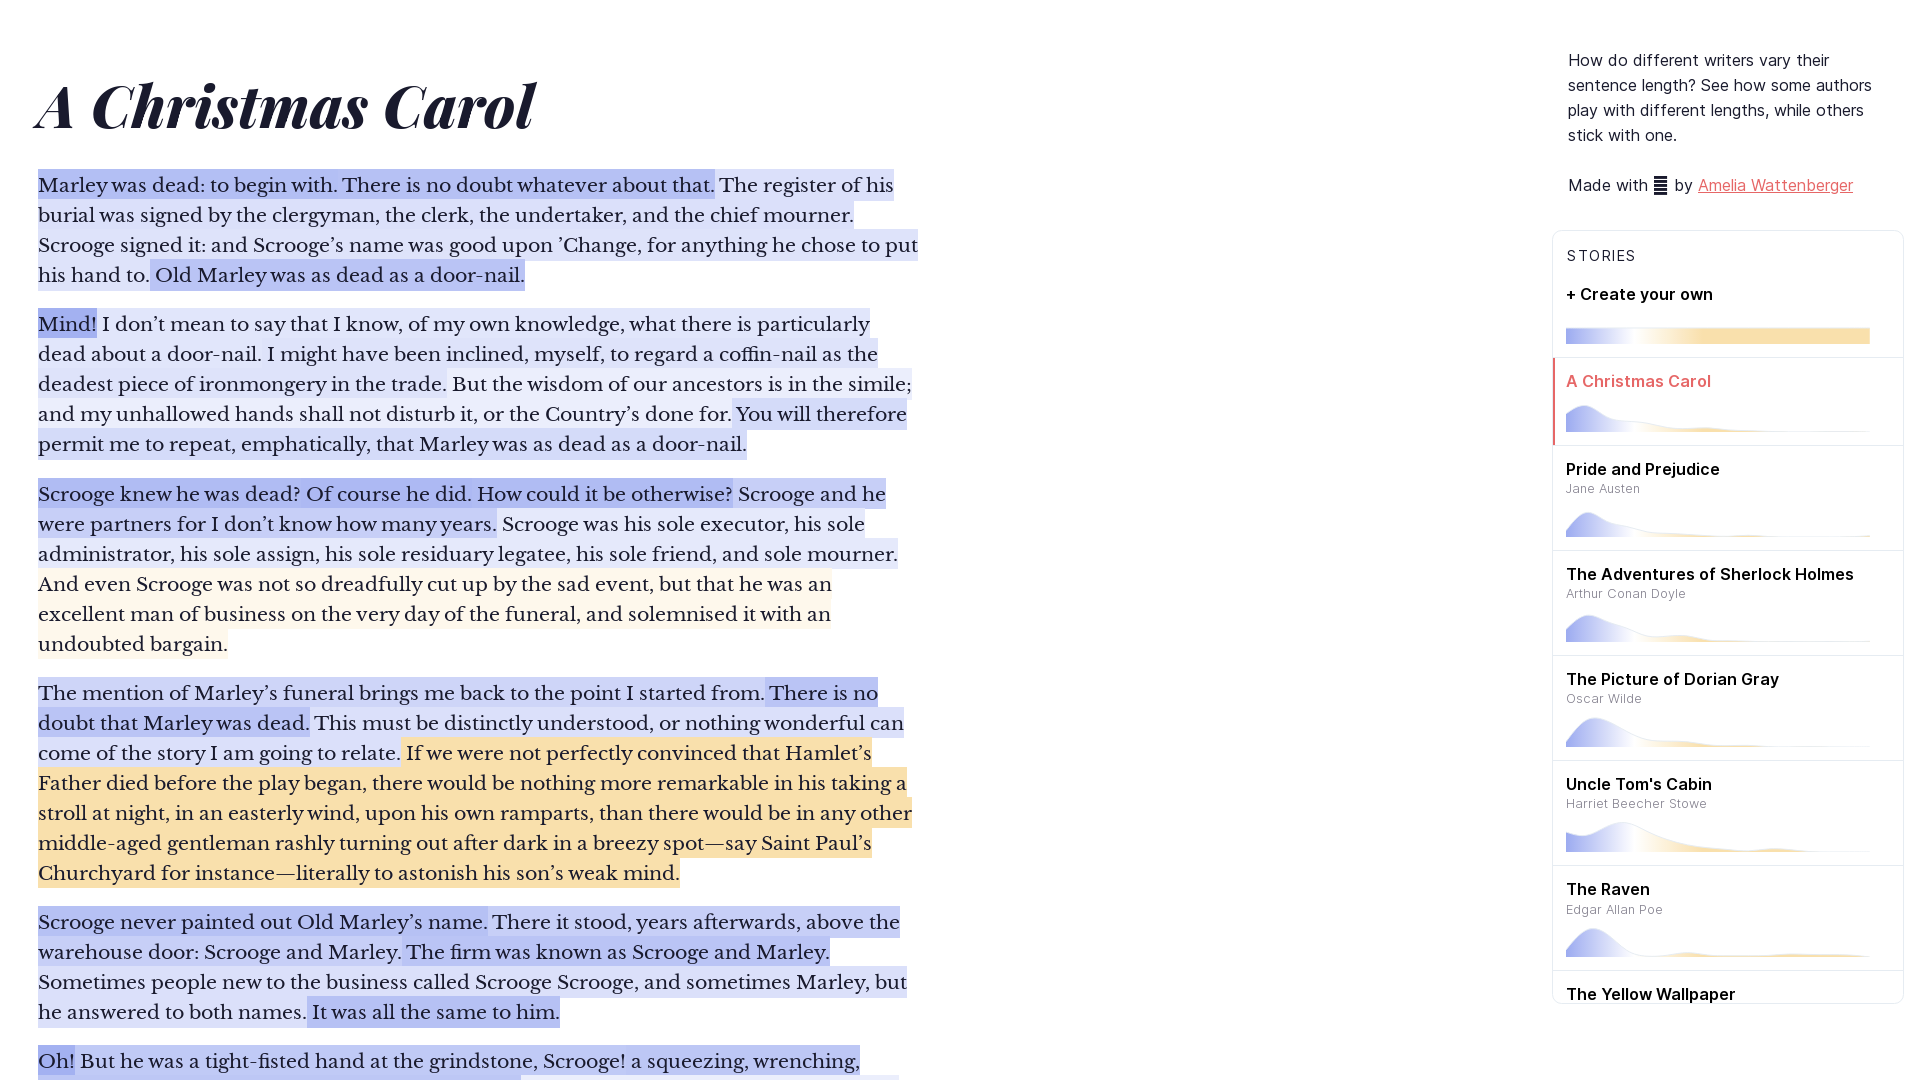 A Christmas Carol
Marley was dead: to begin with. There is no doubt whatever about that. The register of his
burial was signed by the clergyman, the clerk, the undertaker, and the chief mourner.
Scrooge signed it: and Scrooge’s name was good upon ’Change, for anything he chose to put
his hand to. Old Marley was as dead as a door-nail.
Mind! I don’t mean to say that I know, of my own knowledge, what there is particularly
dead about a door-nail. I might have been inclined, myself, to regard a coffin-nail as the
deadest piece of ironmongery in the trade. But the wisdom of our ancestors is in the simile;
and my unhallowed hands shall not disturb it, or the Country’s done for. You will therefore
permit me to repeat, emphatically, that Marley was as dead as a door-nail.
Scrooge knew he was dead? Of course he did. How could it be otherwise? Scrooge and he
were partners for I don’t know how many years. Scrooge was his sole executor, his sole
administrator, his sole assign, his sole residuary legatee, his sole friend, and sole mourner.
And even Scrooge was not so dreadfully cut up by the sad event, but that he was an
excellent man of business on the very day of the funeral, and solemnised it with an
undoubted bargain.
The mention of Marley’s funeral brings me back to the point I started from. There is no
doubt that Marley was dead. This must be distinctly understood, or nothing wonderful can
come of the story I am going to relate. If we were not perfectly convinced that Hamlet’s
Father died before the play began, there would be nothing more remarkable in his taking a
stroll at night, in an easterly wind, upon his own ramparts, than there would be in any other
middle-aged gentleman rashly turning out after dark in a breezy spot—say Saint Paul’s
Churchyard for instance—literally to astonish his son’s weak mind.
Scrooge never painted out Old Marley’s name. There it stood, years afterwards, above the
warehouse door: Scrooge and Marley. The firm was known as Scrooge and Marley.
Sometimes people new to the business called Scrooge Scrooge, and sometimes Marley, but
he answered to both names. It was all the same to him.
Oh! But he was a tight-fisted hand at the grindstone, Scrooge! a squeezing, wrenching,
How do different writers vary their
sentence length? See how some authors
play with different lengths, while others
stick with one.
Made with by Amelia Wattenberger
STORIES
+ Create your own
A Christmas Carol
Pride and Prejudice
Jane Austen
The Adventures of Sherlock Holmes
Arthur Conan Doyle
The Picture of Dorian Gray
Oscar Wilde
Uncle Tom's Cabin
Harriet Beecher Stowe
The Raven
Edgar Allan Poe
The Yellow Wallpaper